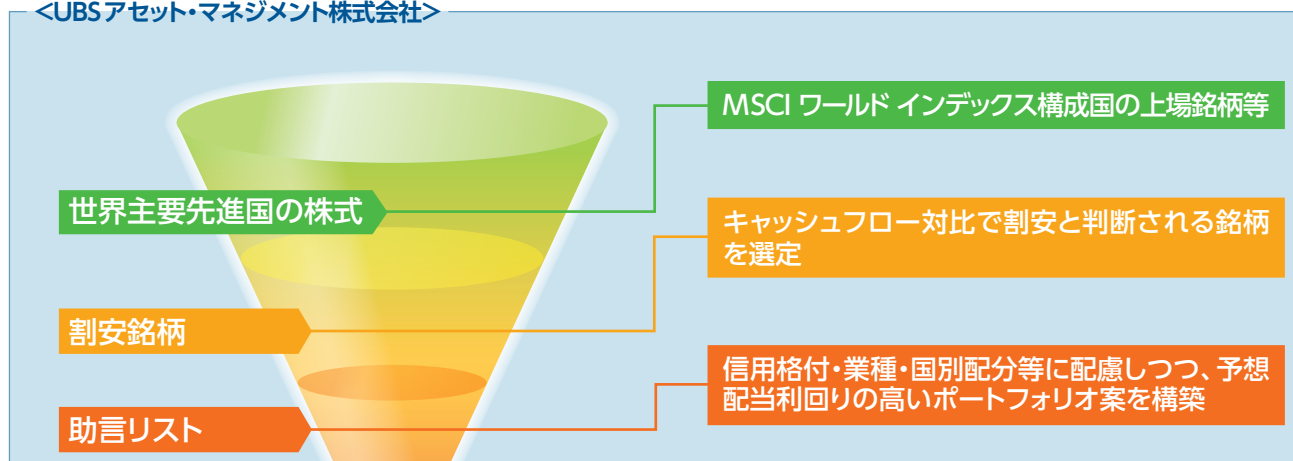 <UBSアセット・マネジメント株式会社>
MSCI ワールド インデックス構成国の上場銘柄等
世界主要先進国の株式
キャッシュフロー対比で割安と判断される銘柄
を選定
割安銘柄
信用格付・業種・国別配分等に配慮しつつ、予想
配当利回りの高いポートフォリオ案を構築
助言リスト